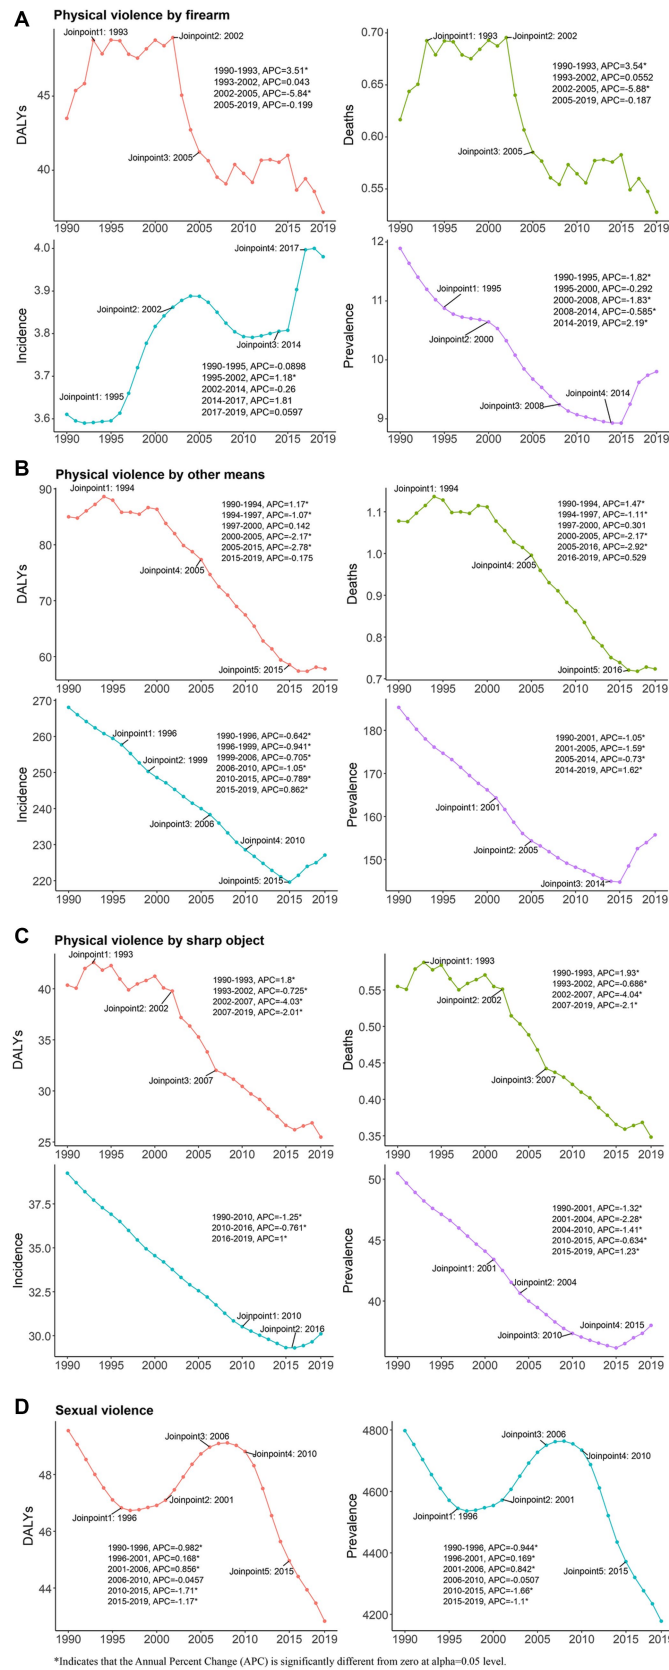 A
Physical violence by firearm
Joinpoint1: 1993
Joinpoint2: 2002
1990-1993, APC=3.51*
1993-2002, APC=0.043
2002-2005, APC=-5.84*
2005-2019, APC=-0.199
Joinpoint3: 2005
DALYs
45
40
1990 1995 2000 2005 2010 2015 2019
0.70
Joinpoint1: 1993
Joinpoint2: 2002
1990-1993, APC=3.54*
1993-2002, APC=0.0552
2002-2005, APC=-5.88*
2005-2019, APC=-0.187
Joinpoint3: 2005
Deaths
0.65
0.60
0.55
1990 1995 2000 2005 2010 2015 2019
4.0
Joinpoint4: 2017
Joinpoint2: 2002
3.8
Joinpoint3: 2014
Incidence
1990-1995, APC=-0.0898
1995-2002, APC=1.18*
2002-2014, APC=-0.26
2014-2017, APC=1.81
2017-2019, APC=0.0597
Joinpoint1: 1995
3.6
1990 1995 2000 2005 2010 2015 2019
12
1990-1995, APC=-1.82*
1995-2000, APC=-0.292
2000-2008, APC=-1.83*
2008-2014, APC=-0.585*
2014-2019, APC=2.19*
Joinpoint1: 1995
11
Joinpoint2: 2000
Prevalence
10
Joinpoint4: 2014
Joinpoint3: 2008
9
1990 1995 2000 2005 2010 2015 2019
B
Physical violence by other means
90
Joinpoint1: 1994
1990-1994, APC=1.17*
1994-1997, APC=-1.07*
1997-2000, APC=0.142
2000-2005, APC=-2.17*
2005-2015, APC=-2.78*
2015-2019, APC=-0.175
DALYs
80
Joinpoint4: 2005
70
Joinpoint5: 2015
60
1990 1995 2000 2005 2010 2015 2019
Joinpoint1: 1994
1.1
1990-1994, APC=1.47*
1994-1997, APC=-1.11*
1997-2000, APC=0.301
2000-2005, APC=-2.17*
2005-2016, APC=-2.92*
2016-2019, APC=0.529
Deaths
1.0
Joinpoint4: 2005
0.9
0.8
Joinpoint5: 2016
0.7
1990 1995 2000 2005 2010 2015 2019
270
Joinpoint1: 1996
1990-1996, APC=-0.642*
1996-1999, APC=-0.941*
1999-2006, APC=-0.705*
2006-2010, APC=-1.05*
2010-2015, APC=-0.789*
2015-2019, APC=0.862*
260
Joinpoint2: 1999
250
Incidence
240
Joinpoint3: 2006
230
Joinpoint4: 2010
220
Joinpoint5: 2015
1990 1995 2000 2005 2010 2015 2019
180
1990-2001, APC=-1.05*
2001-2005, APC=-1.59*
2005-2014, APC=-0.73*
2014-2019, APC=1.62*
170
Joinpoint1: 2001
Prevalence
160
Joinpoint2: 2005
150
Joinpoint3: 2014
1990 1995 2000 2005 2010 2015 2019
C
Physical violence by sharp object
Joinpoint1: 1993
1990-1993, APC=1.8*
1993-2002, APC=-0.725*
2002-2007, APC=-4.03*
2007-2019, APC=-2.01*
40
Joinpoint2: 2002
DALYs
35
Joinpoint3: 2007
30
25
1990 1995 2000 2005 2010 2015 2019
Joinpoint1: 1993
1990-1993, APC=1.93*
1993-2002, APC=-0.686*
2002-2007, APC=-4.04*
2007-2019, APC=-2.1*
0.55
Joinpoint2: 2002
Deaths
0.50
0.45
Joinpoint3: 2007
0.40
0.35
1990 1995 2000 2005 2010 2015 2019
37.5
1990-2010, APC=-1.25*
2010-2016, APC=-0.761*
2016-2019, APC=1*
35.0
Incidence
32.5
Joinpoint1: 2010
Joinpoint2: 2016
30.0
1990 1995 2000 2005 2010 2015 2019
50
1990-2001, APC=-1.32*
2001-2004, APC=-2.28*
2004-2010, APC=-1.41*
2010-2015, APC=-0.634*
2015-2019, APC=1.23*
Prevalence
Joinpoint1: 2001
Joinpoint2: 2004
40
Joinpoint4: 2015
Joinpoint3: 2010
1990 1995 2000 2005 2010 2015 2019
D
Sexual violence
Joinpoint3: 2006
Joinpoint4: 2010
48
Joinpoint2: 2001
Joinpoint1: 1996
DALYs
46
1990-1996, APC=-0.982*
1996-2001, APC=0.168*
2001-2006, APC=0.856*
2006-2010, APC=-0.0457
2010-2015, APC=-1.71*
2015-2019, APC=-1.17*
Joinpoint5: 2015
44
1990 1995 2000 2005 2010 2015 2019
4800
Joinpoint3: 2006
Joinpoint4: 2010
4600
Joinpoint2: 2001
Joinpoint1: 1996
Prevalence
4400
1990-1996, APC=-0.944*
1996-2001, APC=0.169*
2001-2006, APC=0.842*
2006-2010, APC=-0.0507
2010-2015, APC=-1.66*
2015-2019, APC=-1.1*
Joinpoint5: 2015
4200
1990 1995 2000 2005 2010 2015 2019
*Indicates that the Annual Percent Change (APC) is significantly different from zero at alpha=0.05 level.